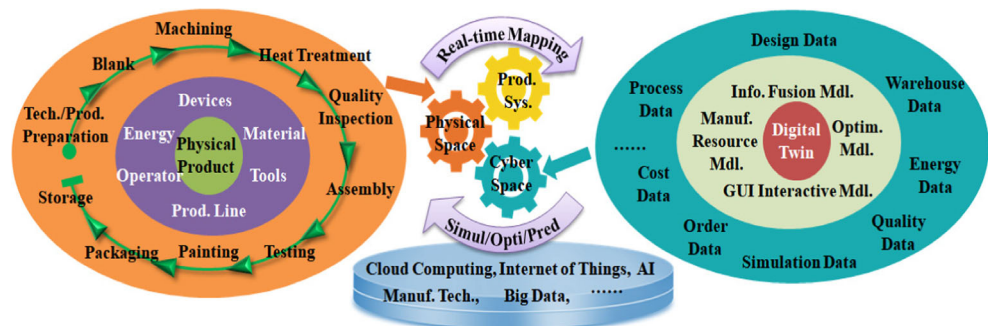 Machining
Heat Treatment
Blank
Quality
Inspection
Tech./Prod.
Preparation
Devices
Energy
Material
Physical
Product
Operator
Tools
Prod. Line
Assembly
Storage
Packaging
Painting
Testing
Real-time Mapping
Prod.
Sys.
Physical
Space
Cyber
Space
Simul/Opti/Pred
Cloud Computing, Internet of Things, AI
Manuf. Tech., Big Data, ······
Design Data
Process
Data
Warehouse
Data
Info. Fusion Mdl.
Manuf.
Resource
Mdl.
Digital
Twin
Optim.
Mdl.
GUI Interactive Mdl.
······
Cost
Data
Energy
Data
Order
Data
Quality
Data
Simulation Data